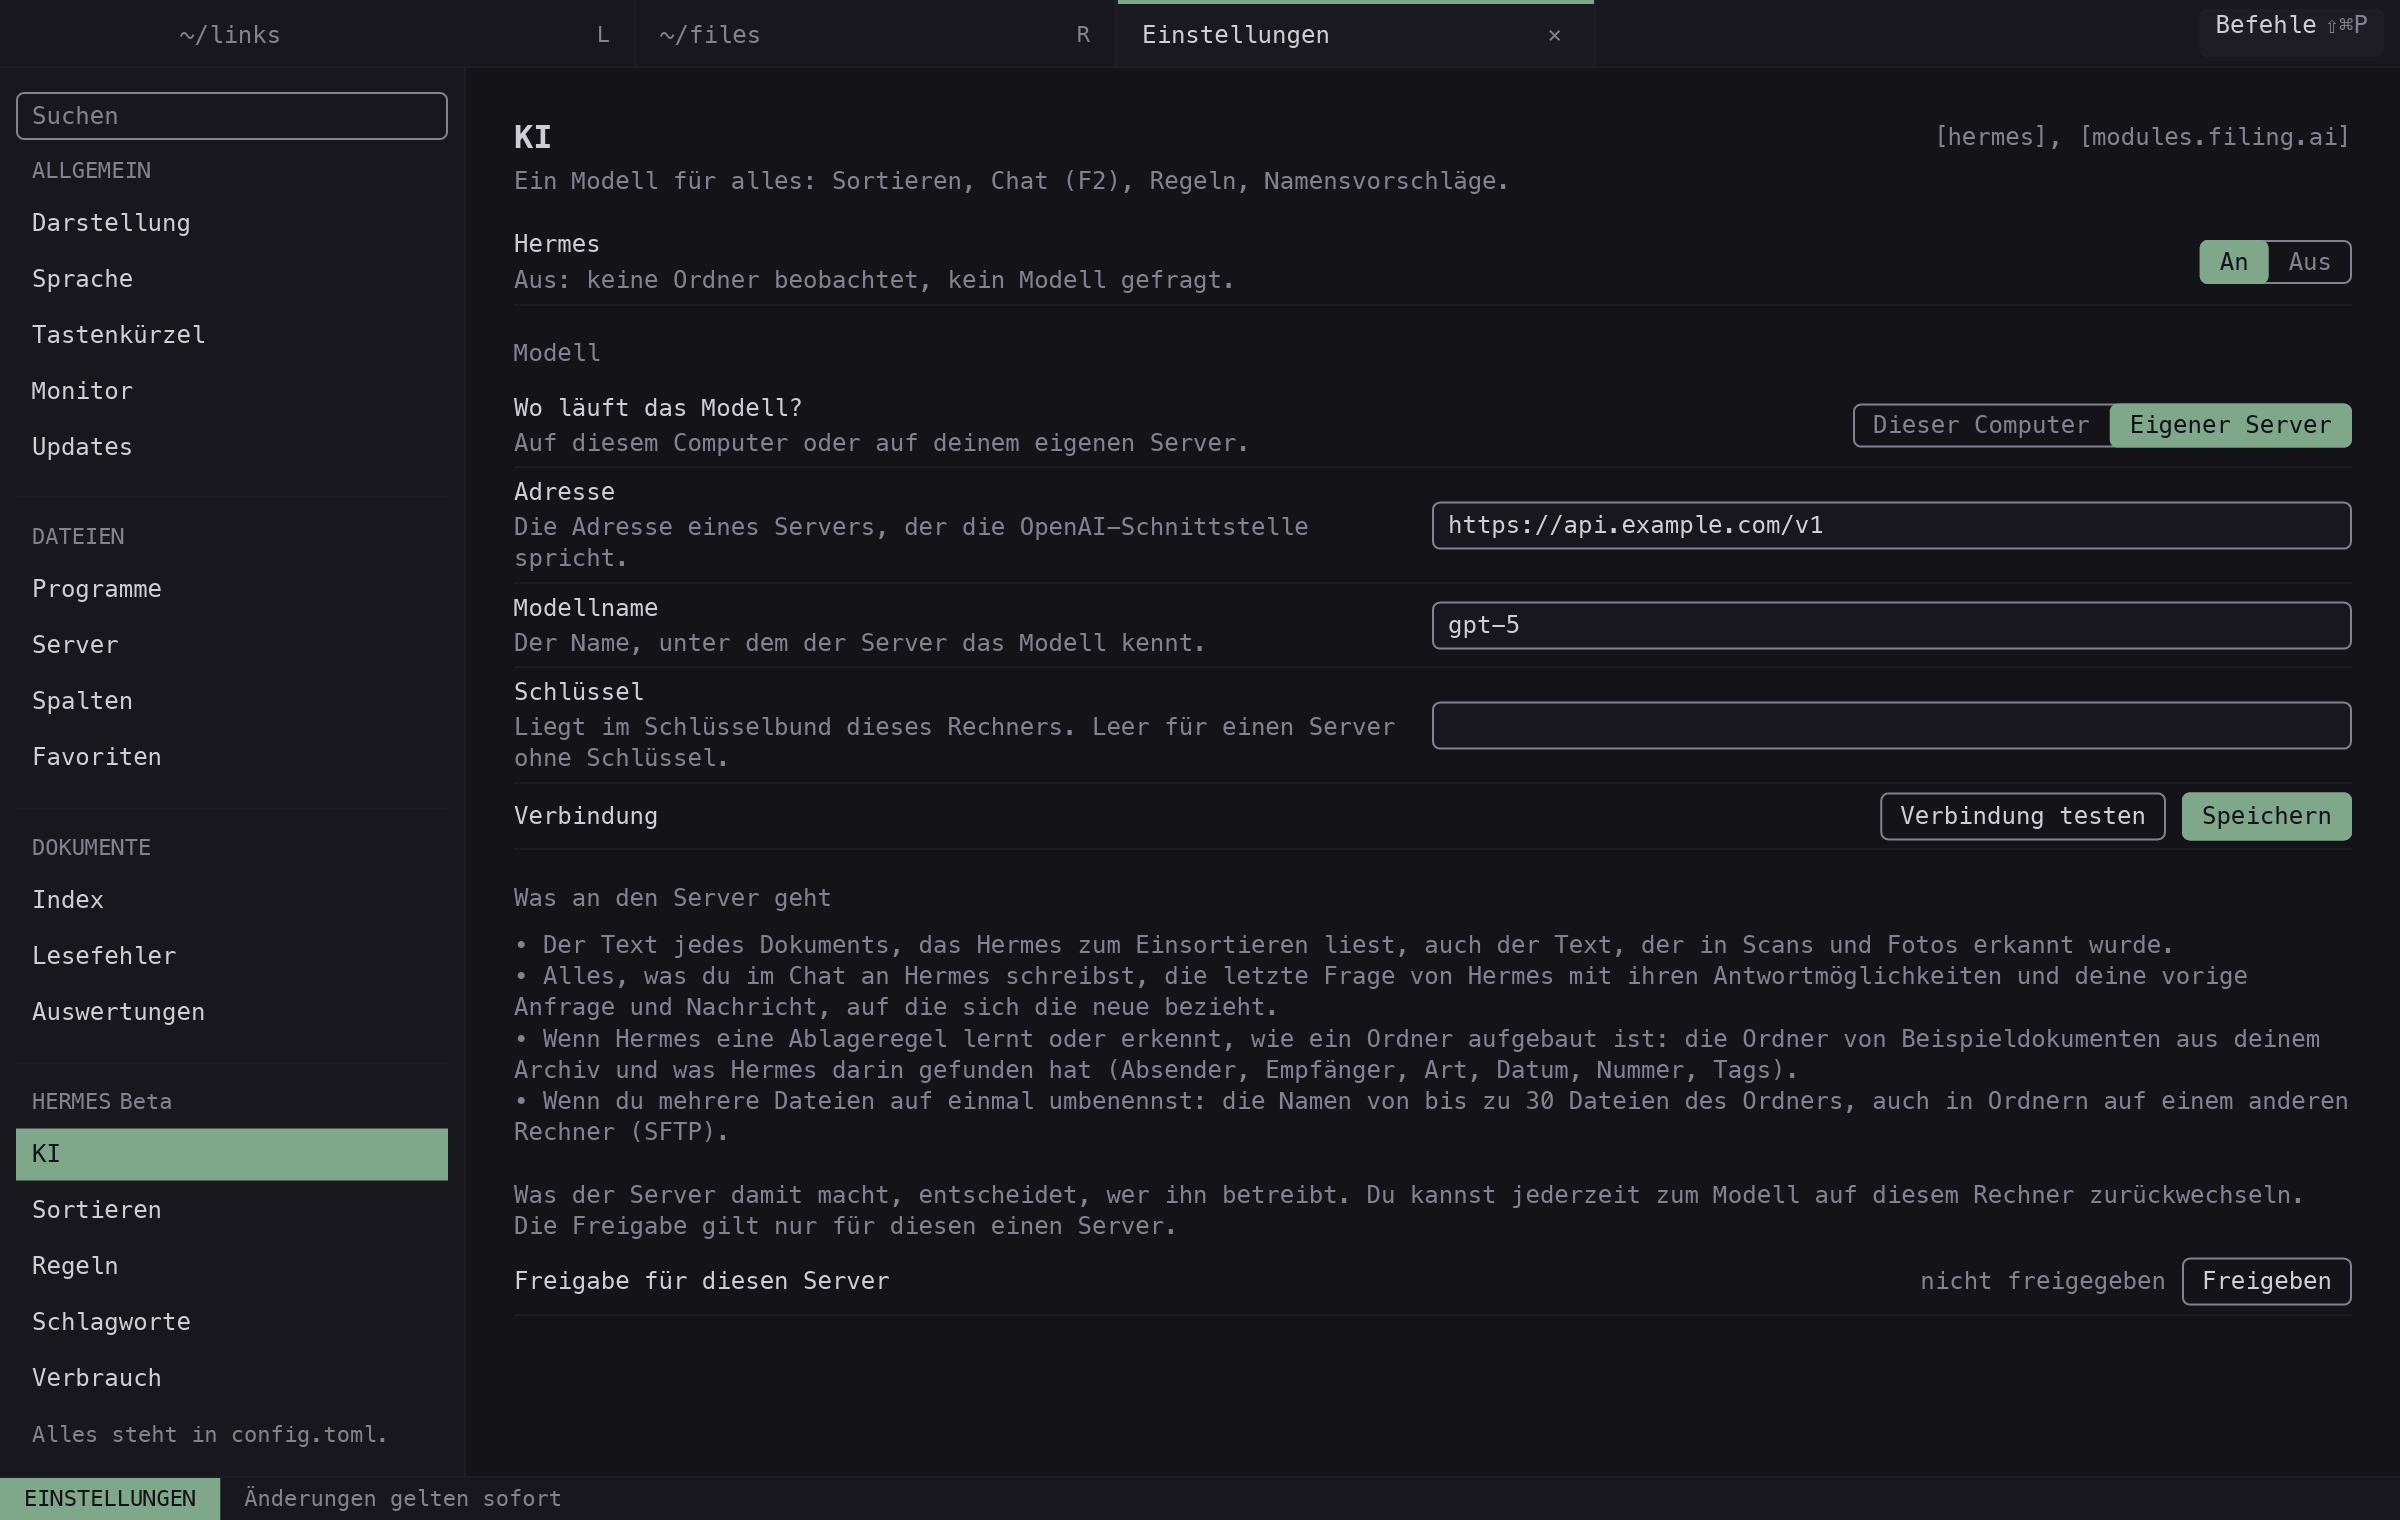 ~/links L ~/files R Einstellungen × Befehle ⇧⌘P
Suchen
ALLGEMEIN
Darstellung
Sprache
Tastenkürzel
Monitor
Updates
DATEIEN
Programme
Server
Spalten
Favoriten
DOKUMENTE
Index
Lesefehler
Auswertungen
HERMES Beta
KI
Sortieren
Regeln
Schlagworte
Verbrauch
Alles steht in config.toml.
KI [hermes], [modules.filing.ai]
Ein Modell für alles: Sortieren, Chat (F2), Regeln, Namensvorschläge.
Hermes
Aus: keine Ordner beobachtet, kein Modell gefragt.
An Aus
Modell
Wo läuft das Modell?
Auf diesem Computer oder auf deinem eigenen Server.
Dieser Computer Eigener Server
Adresse
Die Adresse eines Servers, der die OpenAI-Schnittstelle
spricht.
https://api.example.com/v1
Modellname
Der Name, unter dem der Server das Modell kennt.
gpt-5
Schlüssel
Liegt im Schlüsselbund dieses Rechners. Leer für einen Server
ohne Schlüssel.
Verbindung Verbindung testen Speichern
Was an den Server geht
• Der Text jedes Dokuments, das Hermes zum Einsortieren liest, auch der Text, der in Scans und Fotos erkannt wurde.
• Alles, was du im Chat an Hermes schreibst, die letzte Frage von Hermes mit ihren Antwortmöglichkeiten und deine vorige
Anfrage und Nachricht, auf die sich die neue bezieht.
• Wenn Hermes eine Ablageregel lernt oder erkennt, wie ein Ordner aufgebaut ist: die Ordner von Beispieldokumenten aus deinem
Archiv und was Hermes darin gefunden hat (Absender, Empfänger, Art, Datum, Nummer, Tags).
• Wenn du mehrere Dateien auf einmal umbenennst: die Namen von bis zu 30 Dateien des Ordners, auch in Ordnern auf einem anderen
Rechner (SFTP).
Was der Server damit macht, entscheidet, wer ihn betreibt. Du kannst jederzeit zum Modell auf diesem Rechner zurückwechseln.
Die Freigabe gilt nur für diesen einen Server.
Freigabe für diesen Server nicht freigegeben Freigeben
EINSTELLUNGEN Änderungen gelten sofort